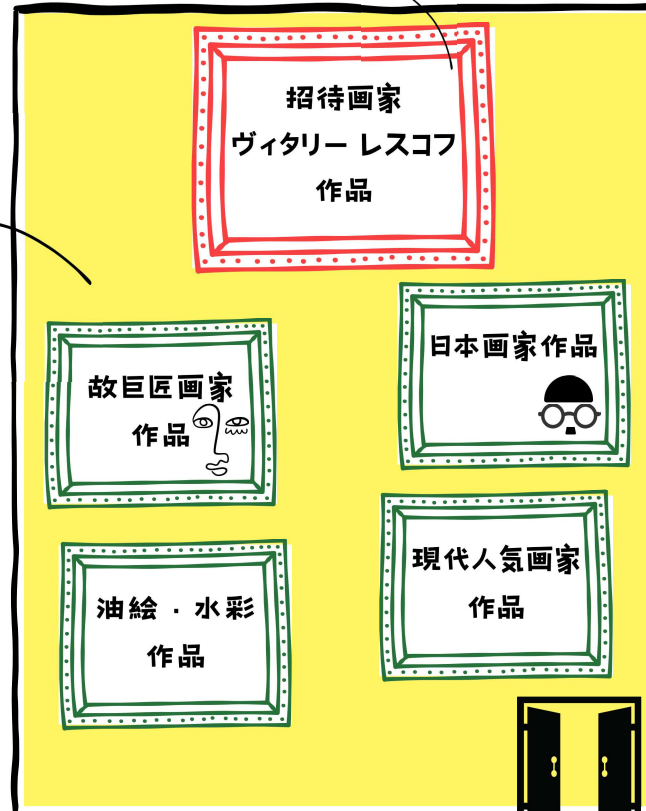 招待画家
ヴィタリー レスコフ
作品
日本画家作品
故巨匠画家
作品
現代人気画家
作品
油絵・水彩
作品